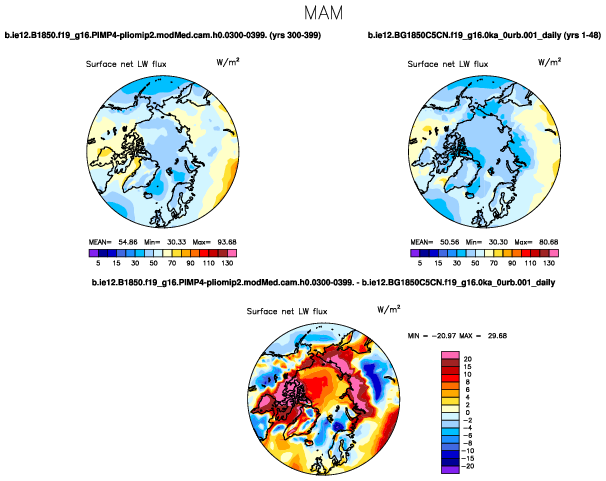 MAM
b.ie12.B1850.f19_g16.PIMP4-pliomip2.modMed.cam.h0.0300-0399. (yrs 300-399)
b.ie12.BG1850C5CN.f19_g16.0ka_0urb.001_daily (yrs 1-48)
Surface net LW flux W/m²
Surface net LW flux W/m²
MEAN= 54.86 Min= 30.33 Max= 93.68
MEAN= 50.56 Min= 30.30 Max= 80.68
5 15 30 50 70 90 110 130
5 15 30 50 70 90 110 130
b.ie12.B1850.f19_g16.PIMP4-pliomip2.modMed.cam.h0.0300-0399. - b.ie12.BG1850C5CN.f19_g16.0ka_0urb.001_daily
Surface net LW flux W/m²
MIN = -20.97 MAX = 29.68
20
15
10
8
6
4
2
0
-2
-4
-6
-8
-10
-15
-20